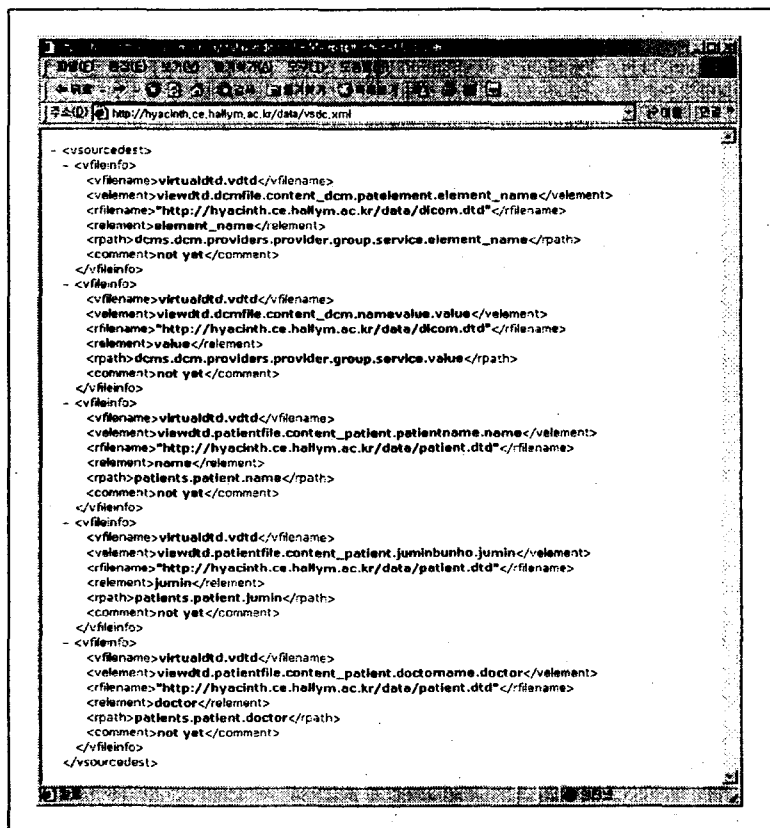 파일(E) 편집(E) 보기(V)
주소(D) http://hyacinth.ce.hallym.ac.kr/data/vsdc.xml
- <vsourcedest>
- <vfileinfo>
<vfilename>virtualdtd.vdtd</vfilename>
<velement>viewdtd.dcmfile.content_dcm.patelement.element_name</velement>
<rfilename>"http://hyacinth.ce.hallym.ac.kr/data/dicom.dtd"</rfilename>
<relement>element_name</relement>
<rpath>dcms.dcm.providers.provider.group.service.element_name</rpath>
<comment>not yet</comment>
</vfileinfo>
- <vfileinfo>
<vfilename>virtualdtd.vdtd</vfilename>
<velement>viewdtd.dcmfile.content_dcm.namevalue.value</velement>
<rfilename>"http://hyacinth.ce.hallym.ac.kr/data/dicom.dtd"</rfilename>
<relement>value</relement>
<rpath>dcms.dcm.providers.provider.group.service.value</rpath>
<comment>not yet</comment>
</vfileinfo>
- <vfileinfo>
<vfilename>virtualdtd.vdtd</vfilename>
<velement>viewdtd.patientfile.content_patient.patientname.name</velement>
<rfilename>"http://hyacinth.ce.hallym.ac.kr/data/patient.dtd"</rfilename>
<relement>name</relement>
<rpath>patients.patient.name</rpath>
<comment>not yet</comment>
</vfileinfo>
- <vfileinfo>
<vfilename>virtualdtd.vdtd</vfilename>
<velement>viewdtd.patientfile.content_patient.juminbunho.jumin</velement>
<rfilename>"http://hyacinth.ce.hallym.ac.kr/data/patient.dtd"</rfilename>
<relement>jumin</relement>
<rpath>patients.patient.jumin</rpath>
<comment>not yet</comment>
</vfileinfo>
- <vfileinfo>
<vfilename>virtualdtd.vdtd</vfilename>
<velement>viewdtd.patientfile.content_patient.doctorname.doctor</velement>
<rfilename>"http://hyacinth.ce.hallym.ac.kr/data/patient.dtd"</rfilename>
<relement>doctor</relement>
<rpath>patients.patient.doctor</rpath>
<comment>not yet</comment>
</vfileinfo>
</vsourcedest>